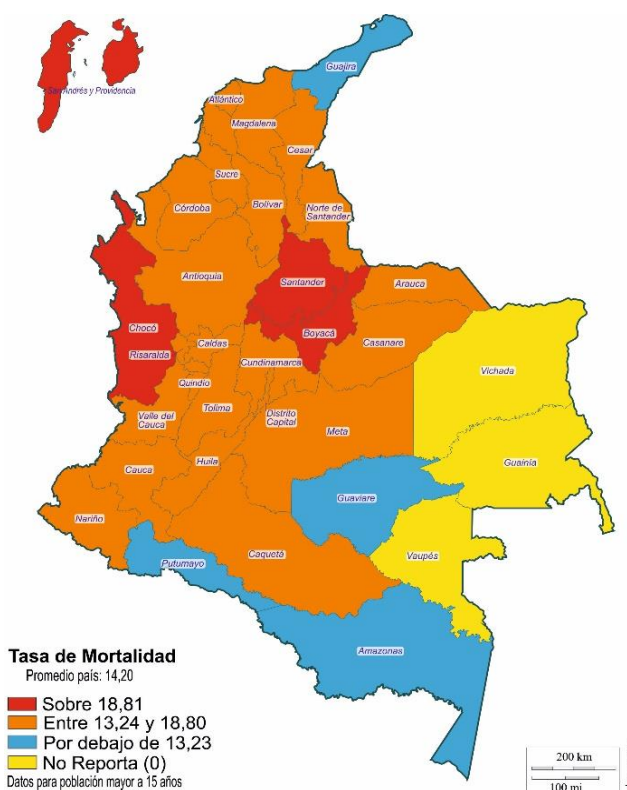 Guajira
San Andrés y Providencia
Atlántico
Magdalena
Cesar
Sucre
Bolívar
Norte de
Santander
Córdoba
Antioquia
Santander
Arauca
Chocó
Boyacá
Casanare
Risaralda
Caldas
Cundinamarca
Vichada
Quindío
Tolima
Distrito
Capital
Valle del
Cauca
Meta
Cauca
Huila
Guainía
Guaviare
Nariño
Vaupés
Caquetá
Putumayo
Amazonas
Tasa de Mortalidad
Promedio país: 14,20
Sobre 18,81
Entre 13,24 y 18,80
Por debajo de 13,23
No Reporta (0)
Datos para población mayor a 15 años
200 km
100 mi